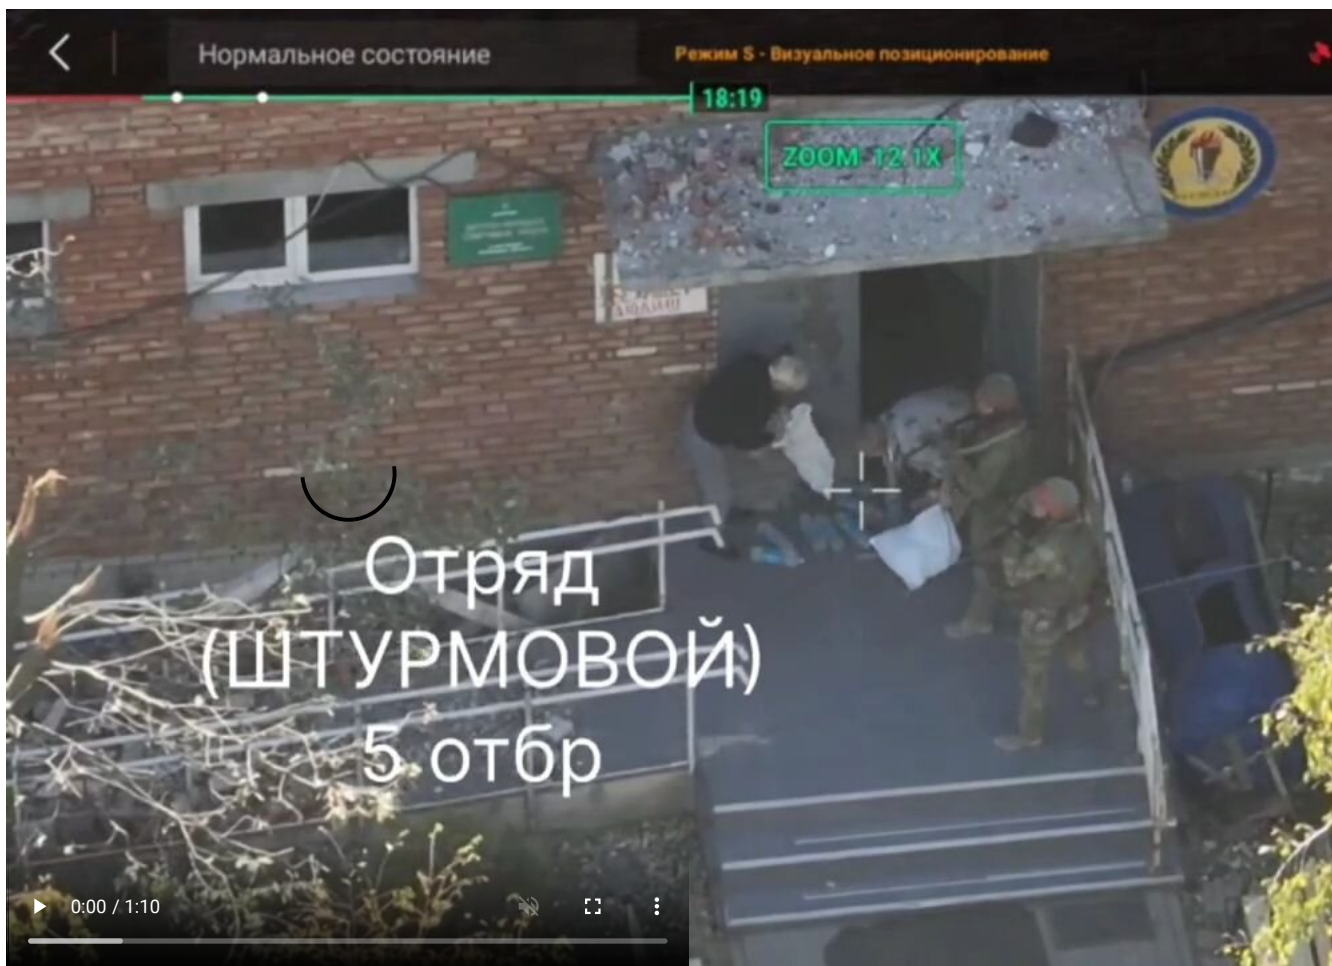 Нормальное состояние
Режим S - Визуальное позиционирование
18:19
ZOOM 12.1X
Отряд
(ШТУРМОВОЙ)
5 отбр
0:00 / 1:10